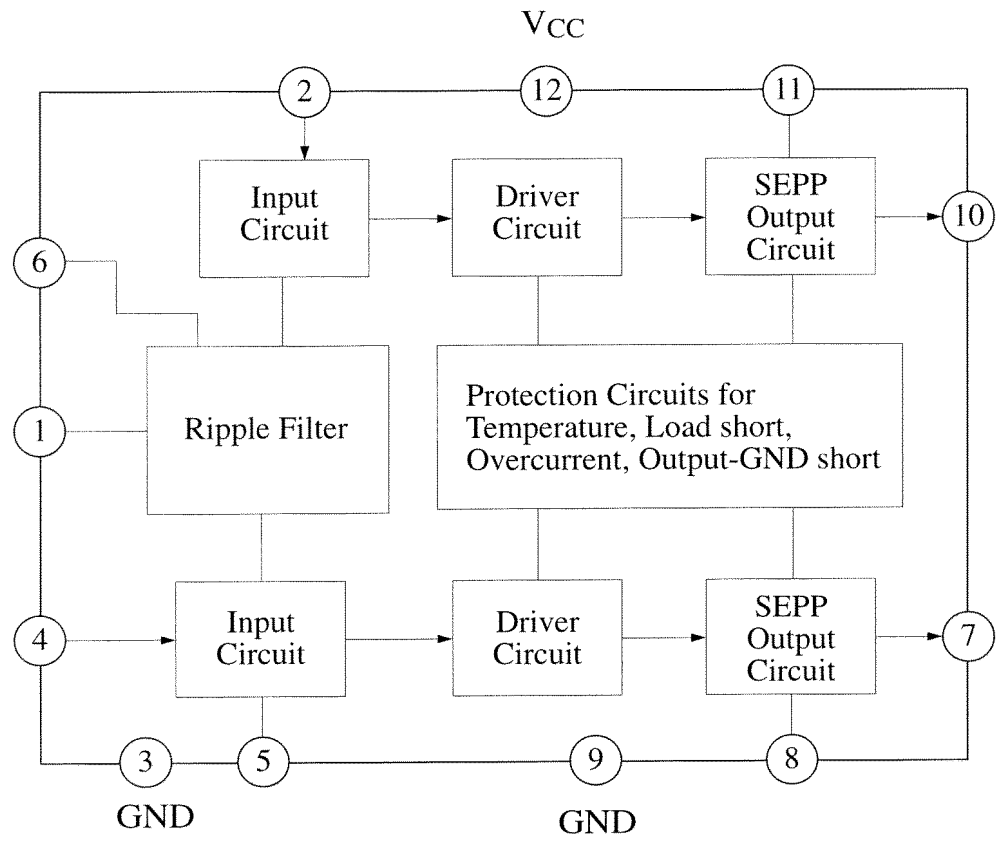 VCC
2
12
11
Input
Circuit
Driver
Circuit
SEPP
Output
Circuit
10
6
1
Ripple Filter
Protection Circuits for
Temperature, Load short,
Overcurrent, Output-GND short
4
Input
Circuit
Driver
Circuit
SEPP
Output
Circuit
7
3
5
9
8
GND
GND